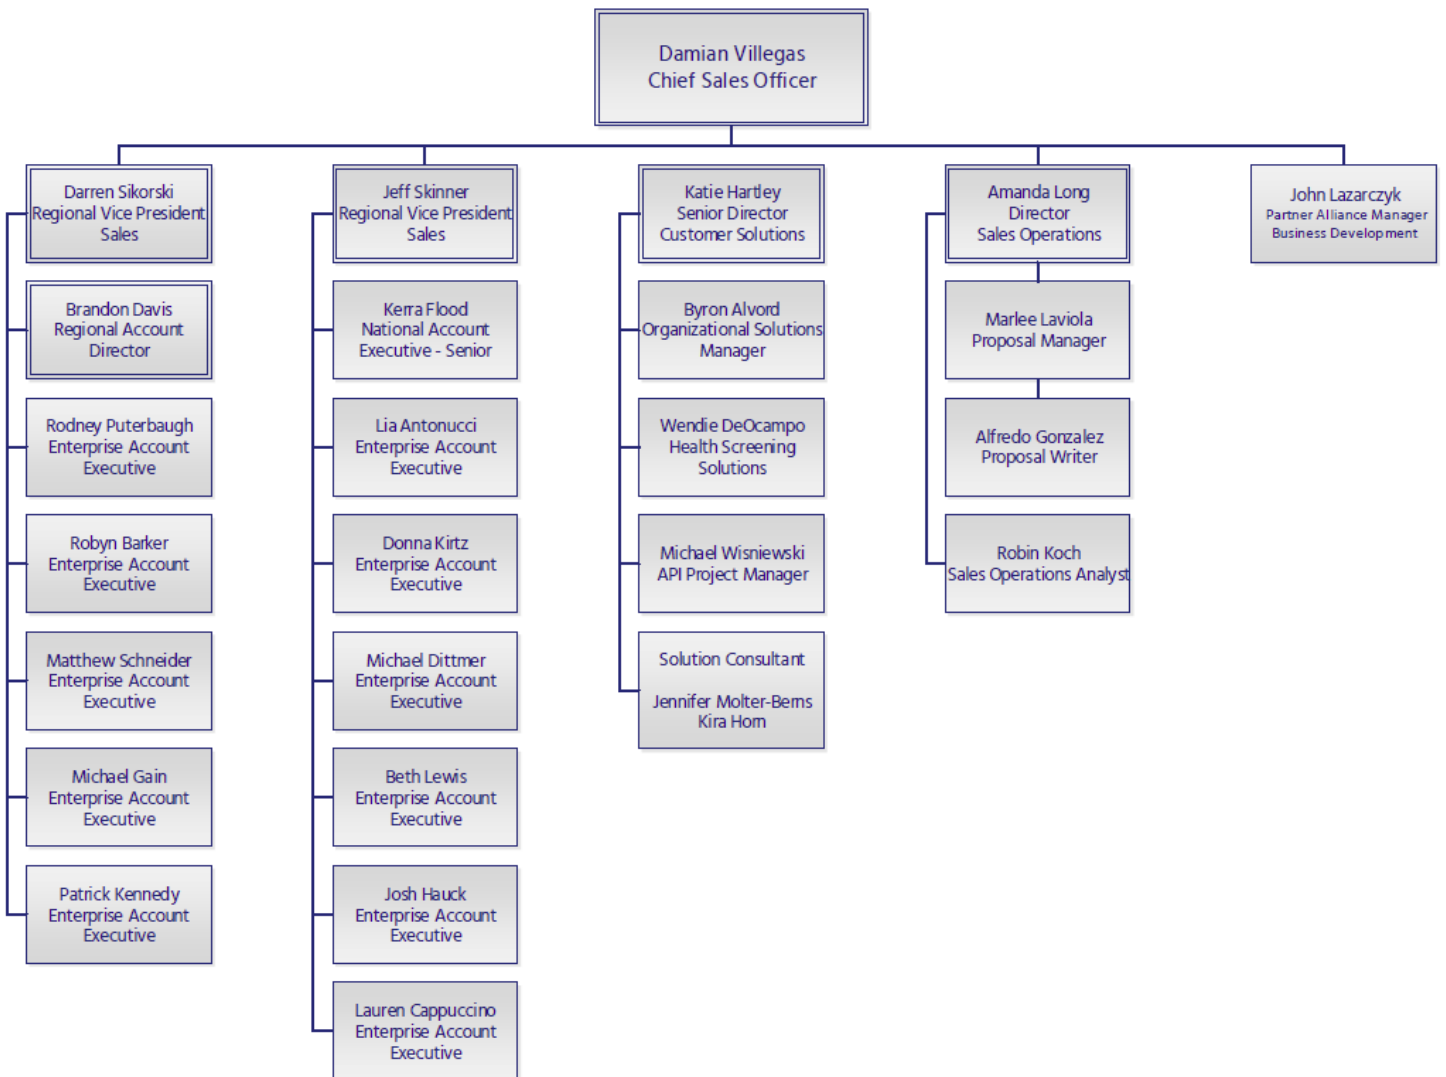 Damian Villegas
Chief Sales Officer
Darren Sikorski
Regional Vice President
Sales
Brandon Davis
Regional Account
Director
Rodney Puterbaugh
Enterprise Account
Executive
Robyn Barker
Enterprise Account
Executive
Matthew Schneider
Enterprise Account
Executive
Michael Gain
Enterprise Account
Executive
Patrick Kennedy
Enterprise Account
Executive
Jeff Skinner
Regional Vice President
Sales
Kerra Flood
National Account
Executive - Senior
Lia Antonucci
Enterprise Account
Executive
Donna Kirtz
Enterprise Account
Executive
Michael Dittmer
Enterprise Account
Executive
Beth Lewis
Enterprise Account
Executive
Josh Hauck
Enterprise Account
Executive
Lauren Cappuccino
Enterprise Account
Executive
Katie Hartley
Senior Director
Customer Solutions
Byron Alvord
Organizational Solutions
Manager
Wendie DeOcampo
Health Screening
Solutions
Michael Wisniewski
API Project Manager
Solution Consultant
Jennifer Molter-Berns
Kira Horn
Amanda Long
Director
Sales Operations
Marlee Laviola
Proposal Manager
Alfredo Gonzalez
Proposal Writer
Robin Koch
Sales Operations Analyst
John Lazarczyk
Partner Alliance Manager
Business Development